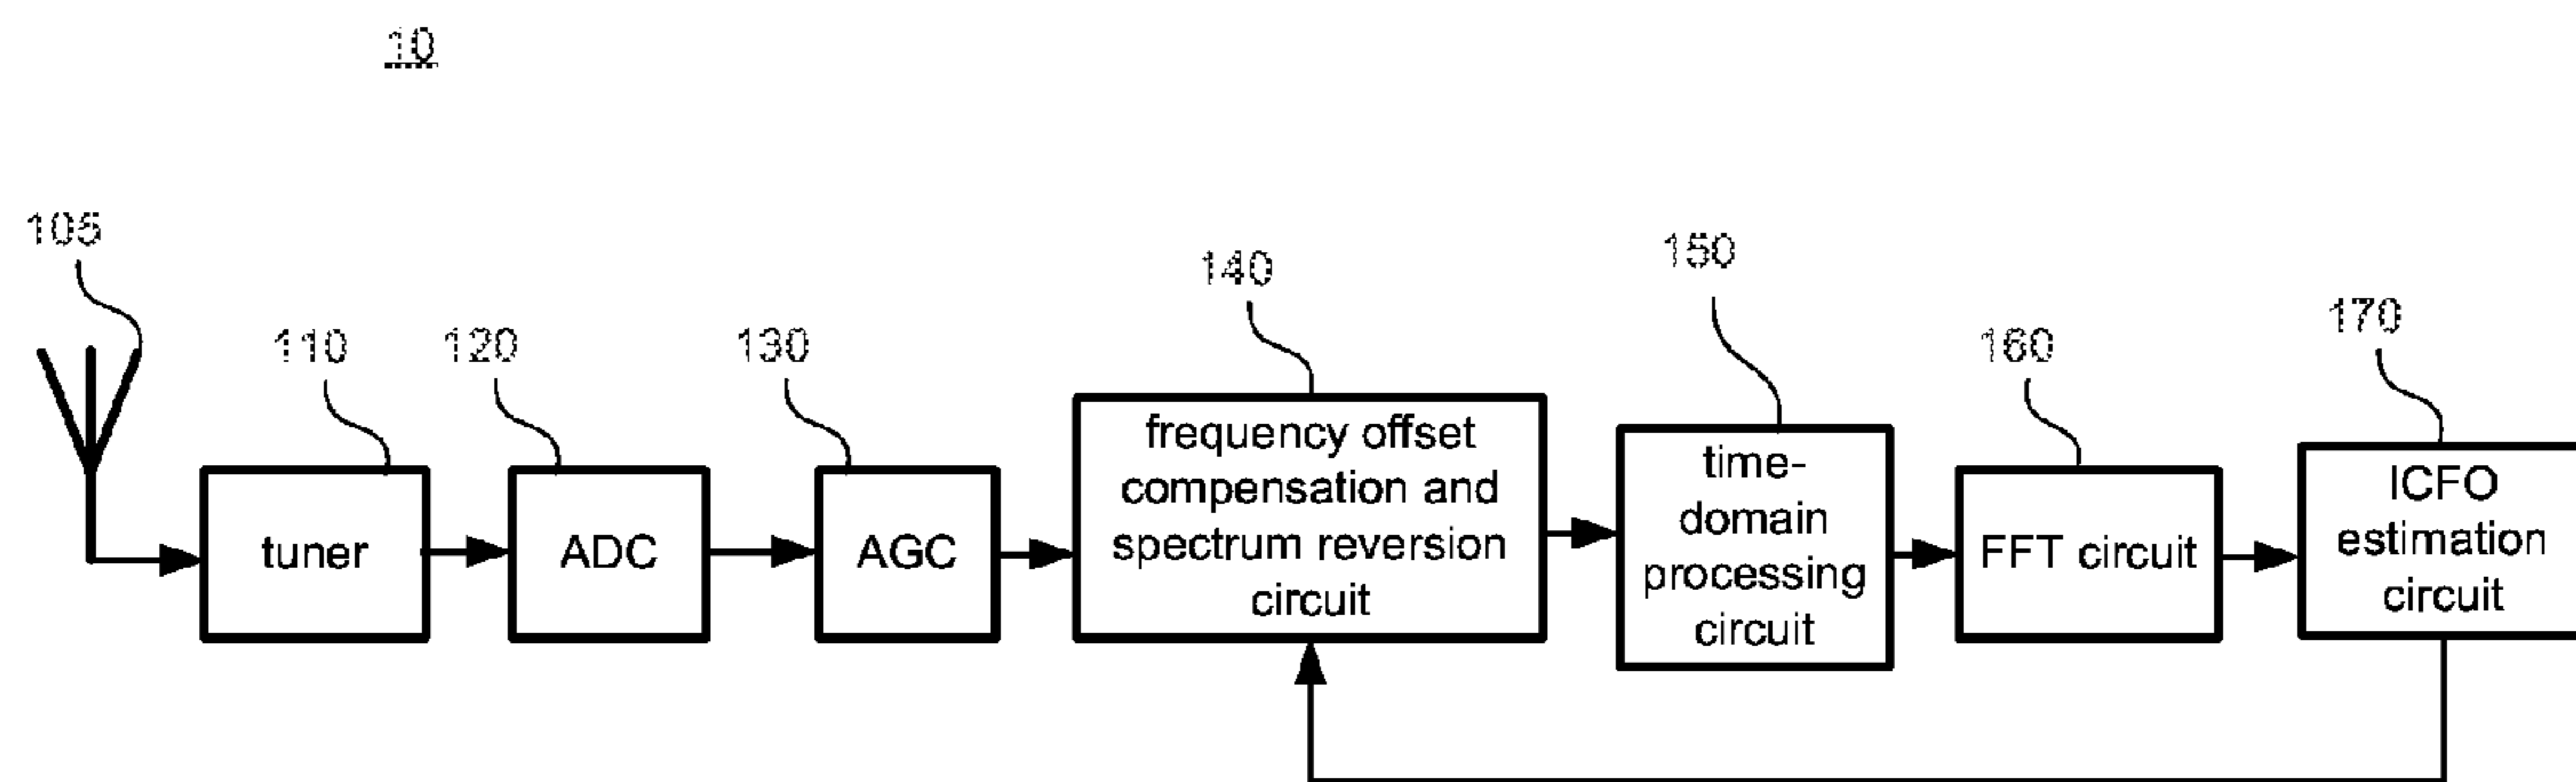 10
105
110
120
130
140
150
160
170
tuner
ADC
AGC
frequency offset
compensation and
spectrum reversion
circuit
time-
domain
processing
circuit
FFT circuit
ICFO
estimation
circuit